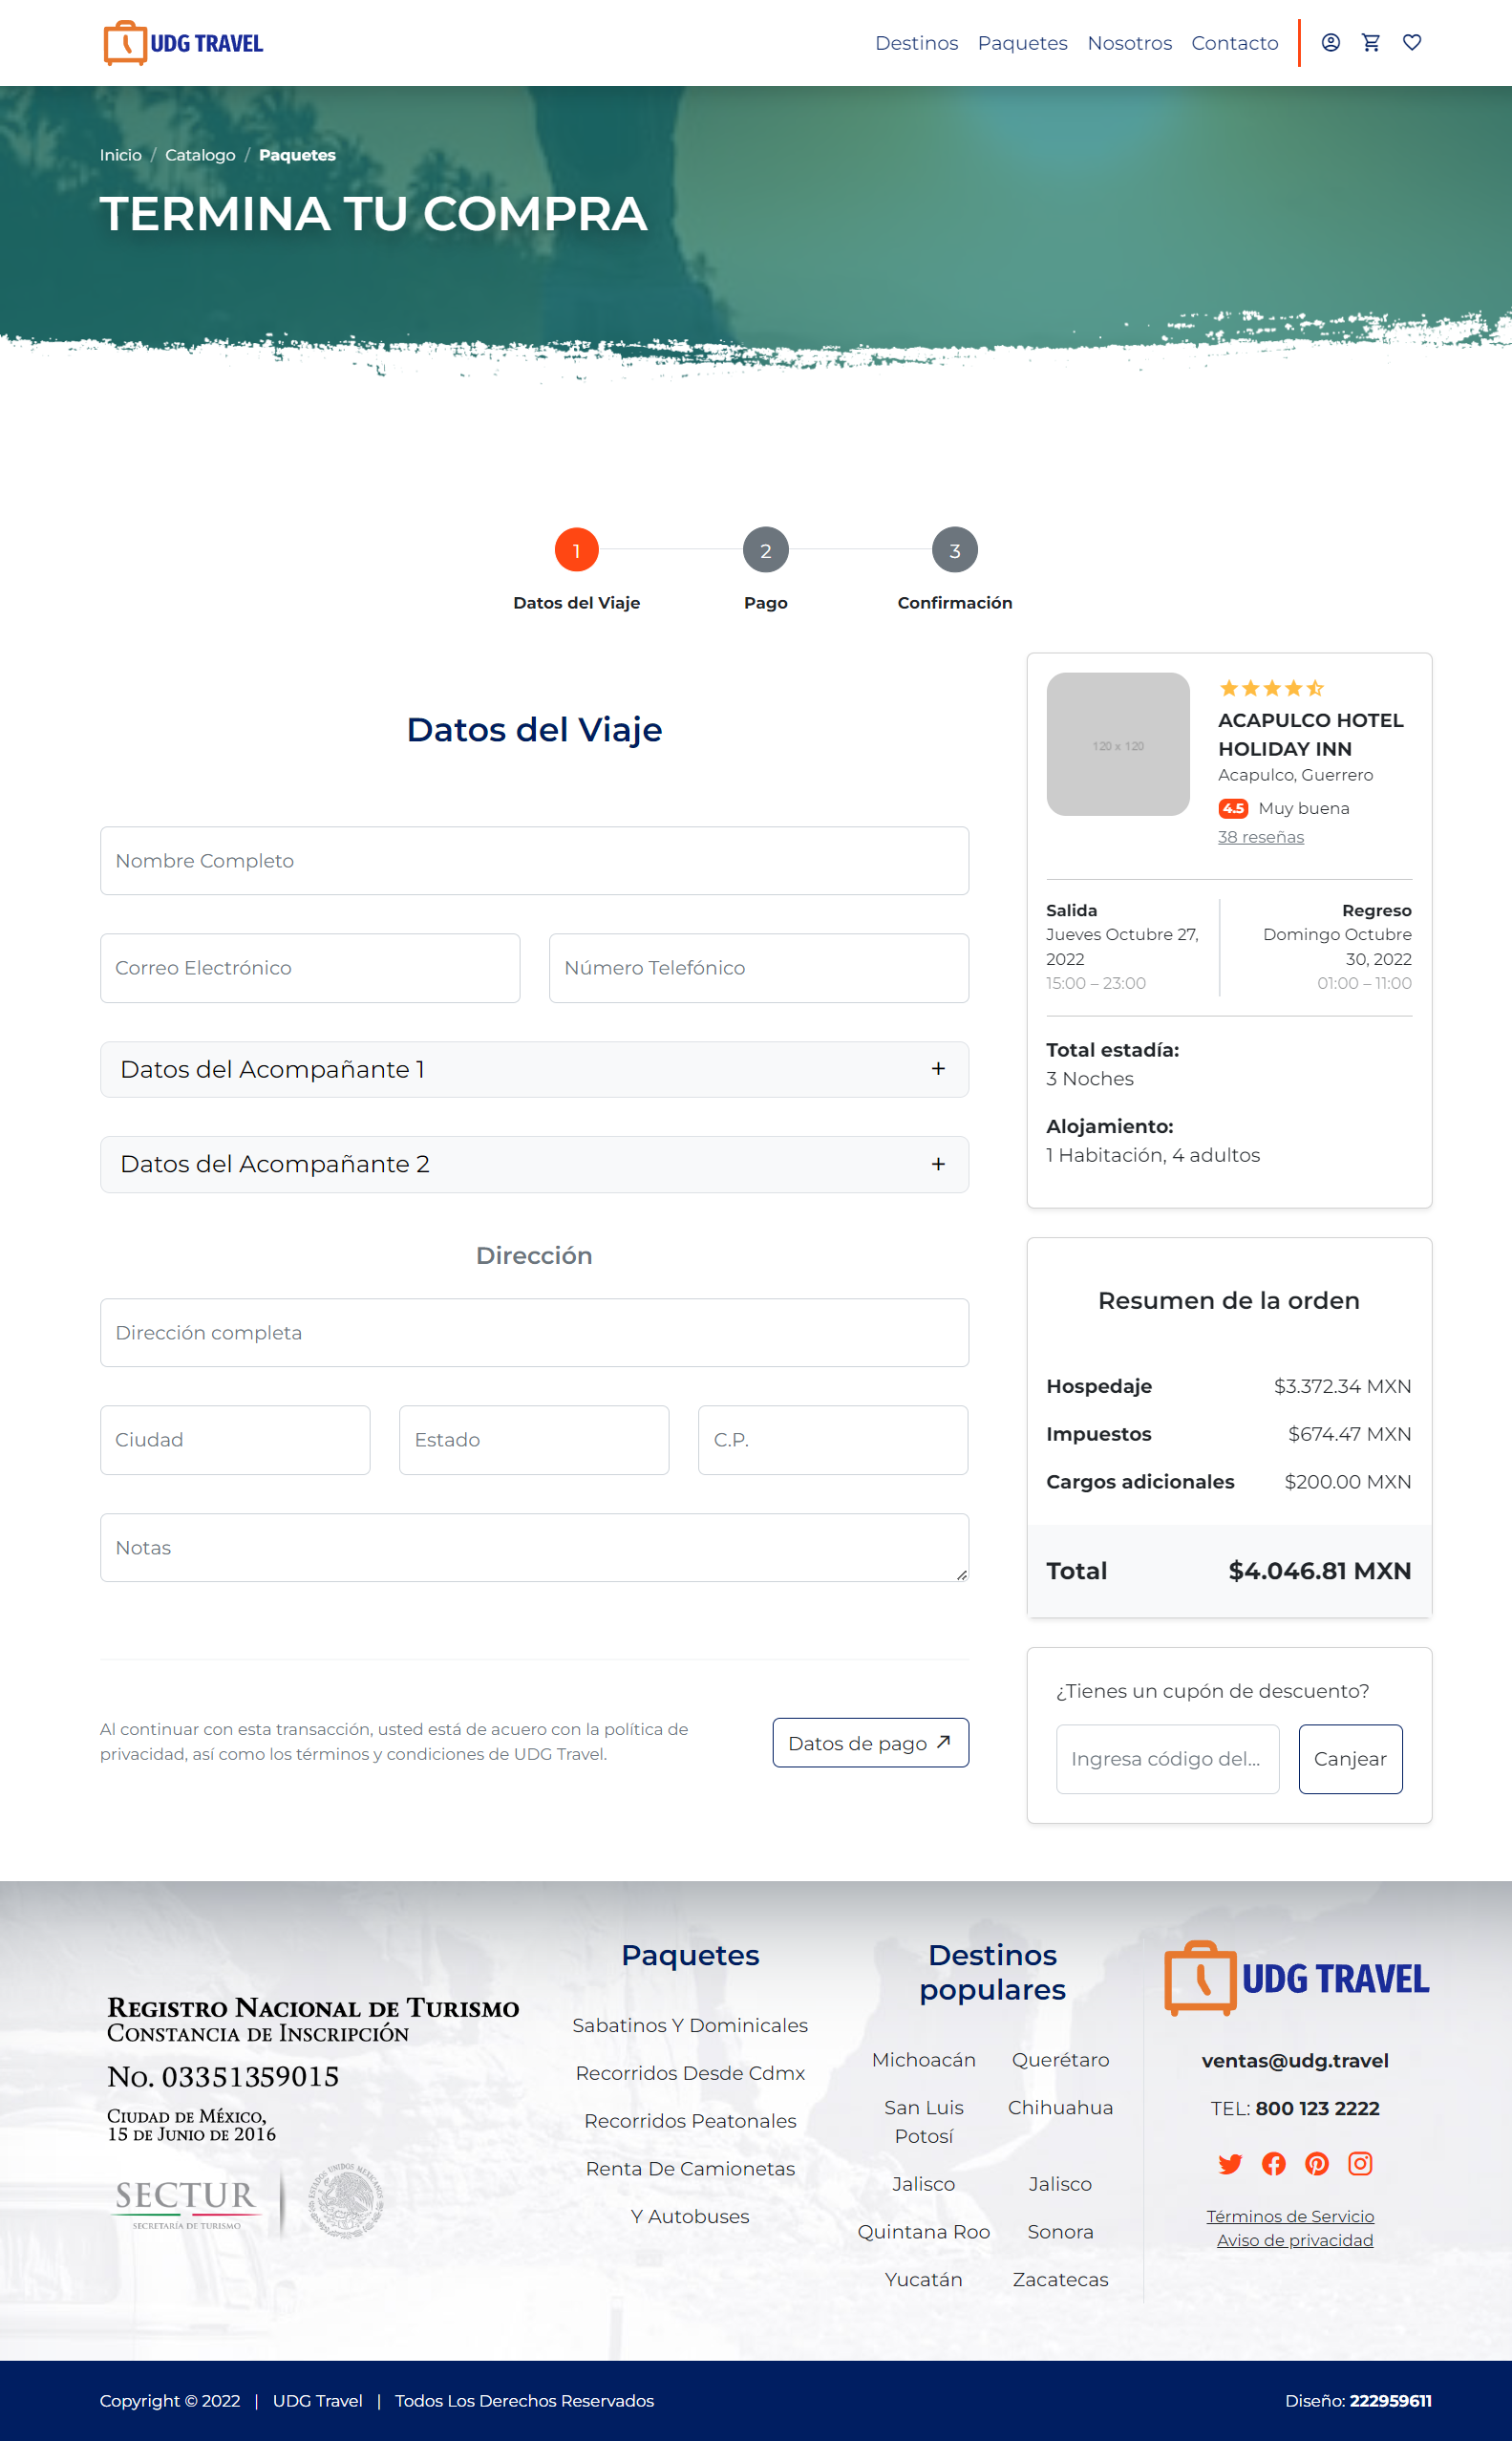 UDG TRAVEL
Destinos
Paquetes
Nosotros
Contacto
Inicio / Catalogo / Paquetes
TERMINA TU COMPRA
1
2
3
Datos del Viaje
Pago
Confirmación
Datos del Viaje
Nombre Completo
Correo Electrónico
Número Telefónico
Datos del Acompañante 1
Datos del Acompañante 2
Dirección
Dirección completa
Ciudad
Estado
C.P.
Notas
Al continuar con esta transacción, usted está de acuero con la política de
privacidad, así como los términos y condiciones de UDG Travel.
Datos de pago
120 x 120
ACAPULCO HOTEL
HOLIDAY INN
Acapulco, Guerrero
4.5 Muy buena
38 reseñas
Salida
Jueves Octubre 27,
2022
15:00 – 23:00
Regreso
Domingo Octubre
30, 2022
01:00 – 11:00
Total estadía:
3 Noches
Alojamiento:
1 Habitación, 4 adultos
Resumen de la orden
Hospedaje $3.372.34 MXN
Impuestos $674.47 MXN
Cargos adicionales $200.00 MXN
Total $4.046.81 MXN
¿Tienes un cupón de descuento?
Ingresa código del...
Canjear
REGISTRO NACIONAL DE TURISMO
CONSTANCIA DE INSCRIPCIÓN
NO. 03351359015
CIUDAD DE MÉXICO,
15 DE JUNIO DE 2016
SECTUR
SECRETARÍA DE TURISMO
ESTADOS UNIDOS MEXICANOS
Paquetes
Sabatinos Y Dominicales
Recorridos Desde Cdmx
Recorridos Peatonales
Renta De Camionetas
Y Autobuses
Destinos
populares
Michoacán
Querétaro
San Luis
Potosí
Chihuahua
Jalisco
Jalisco
Quintana Roo
Sonora
Yucatán
Zacatecas
UDG TRAVEL
ventas@udg.travel
TEL: 800 123 2222
Términos de Servicio
Aviso de privacidad
Copyright © 2022 | UDG Travel | Todos Los Derechos Reservados
Diseño: 222959611